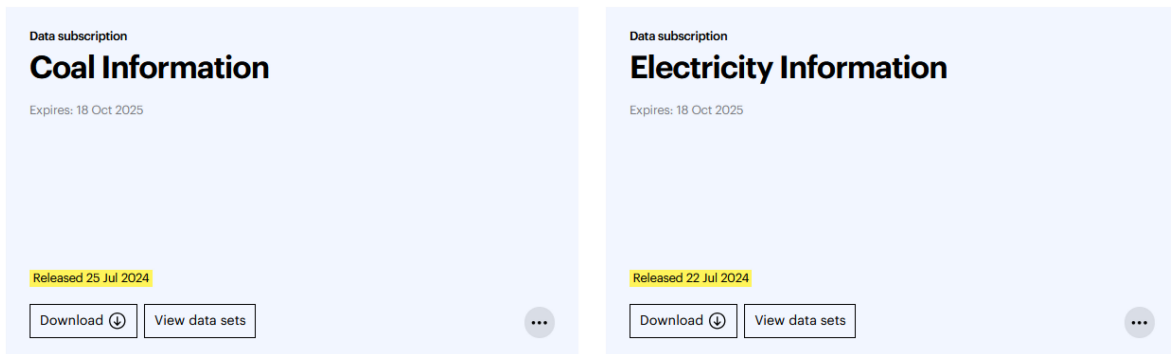 Data subscription
Coal Information
Expires: 18 Oct 2025
Released 25 Jul 2024
Download
View data sets
Data subscription
Electricity Information
Expires: 18 Oct 2025
Released 22 Jul 2024
Download
View data sets